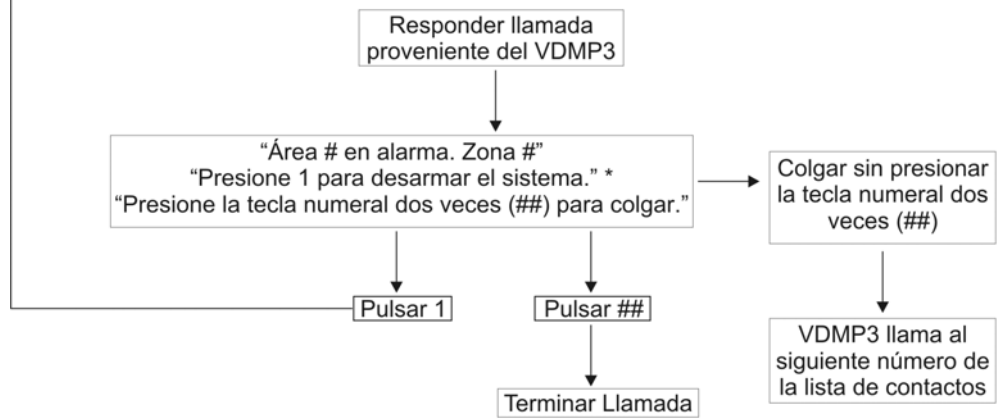 Responder llamada
proveniente del VDMP3
“Área # en alarma. Zona #”
“Presione 1 para desarmar el sistema.” *
“Presione la tecla numeral dos veces (##) para colgar.”
Colgar sin presionar
la tecla numeral dos
veces (##)
Pulsar 1
Pulsar ##
VDMP3 llama al
siguiente número de
la lista de contactos
Terminar Llamada